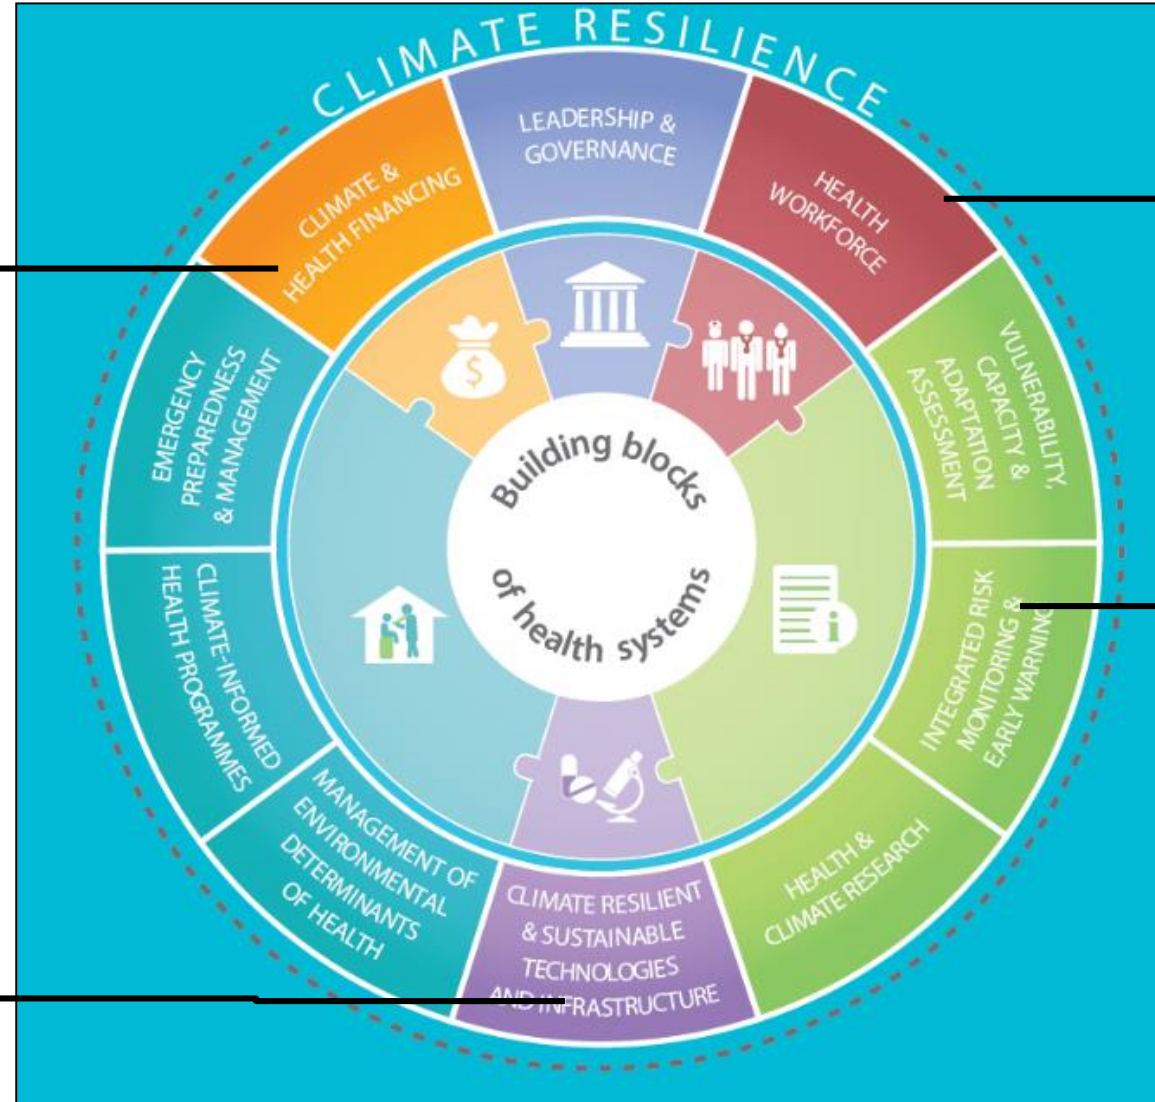 CLIMATE RESILIENCE
LEADERSHIP &
GOVERNANCE
HEALTH
WORKFORCE
VULNERABILITY,
CAPACITY &
ADAPTATION
ASSESSMENT
INTEGRATED RISK
MONITORING &
EARLY WARNING
HEALTH &
CLIMATE RESEARCH
CLIMATE RESILIENT
& SUSTAINABLE
TECHNOLOGIES
AND INFRASTRUCTURE
MANAGEMENT OF
ENVIRONMENTAL
DETERMINANTS
OF HEALTH
CLIMATE-INFORMED
HEALTH PROGRAMMES
EMERGENCY
PREPAREDNESS
& MANAGEMENT
CLIMATE &
HEALTH FINANCING
$
i
Building blocks
of health systems